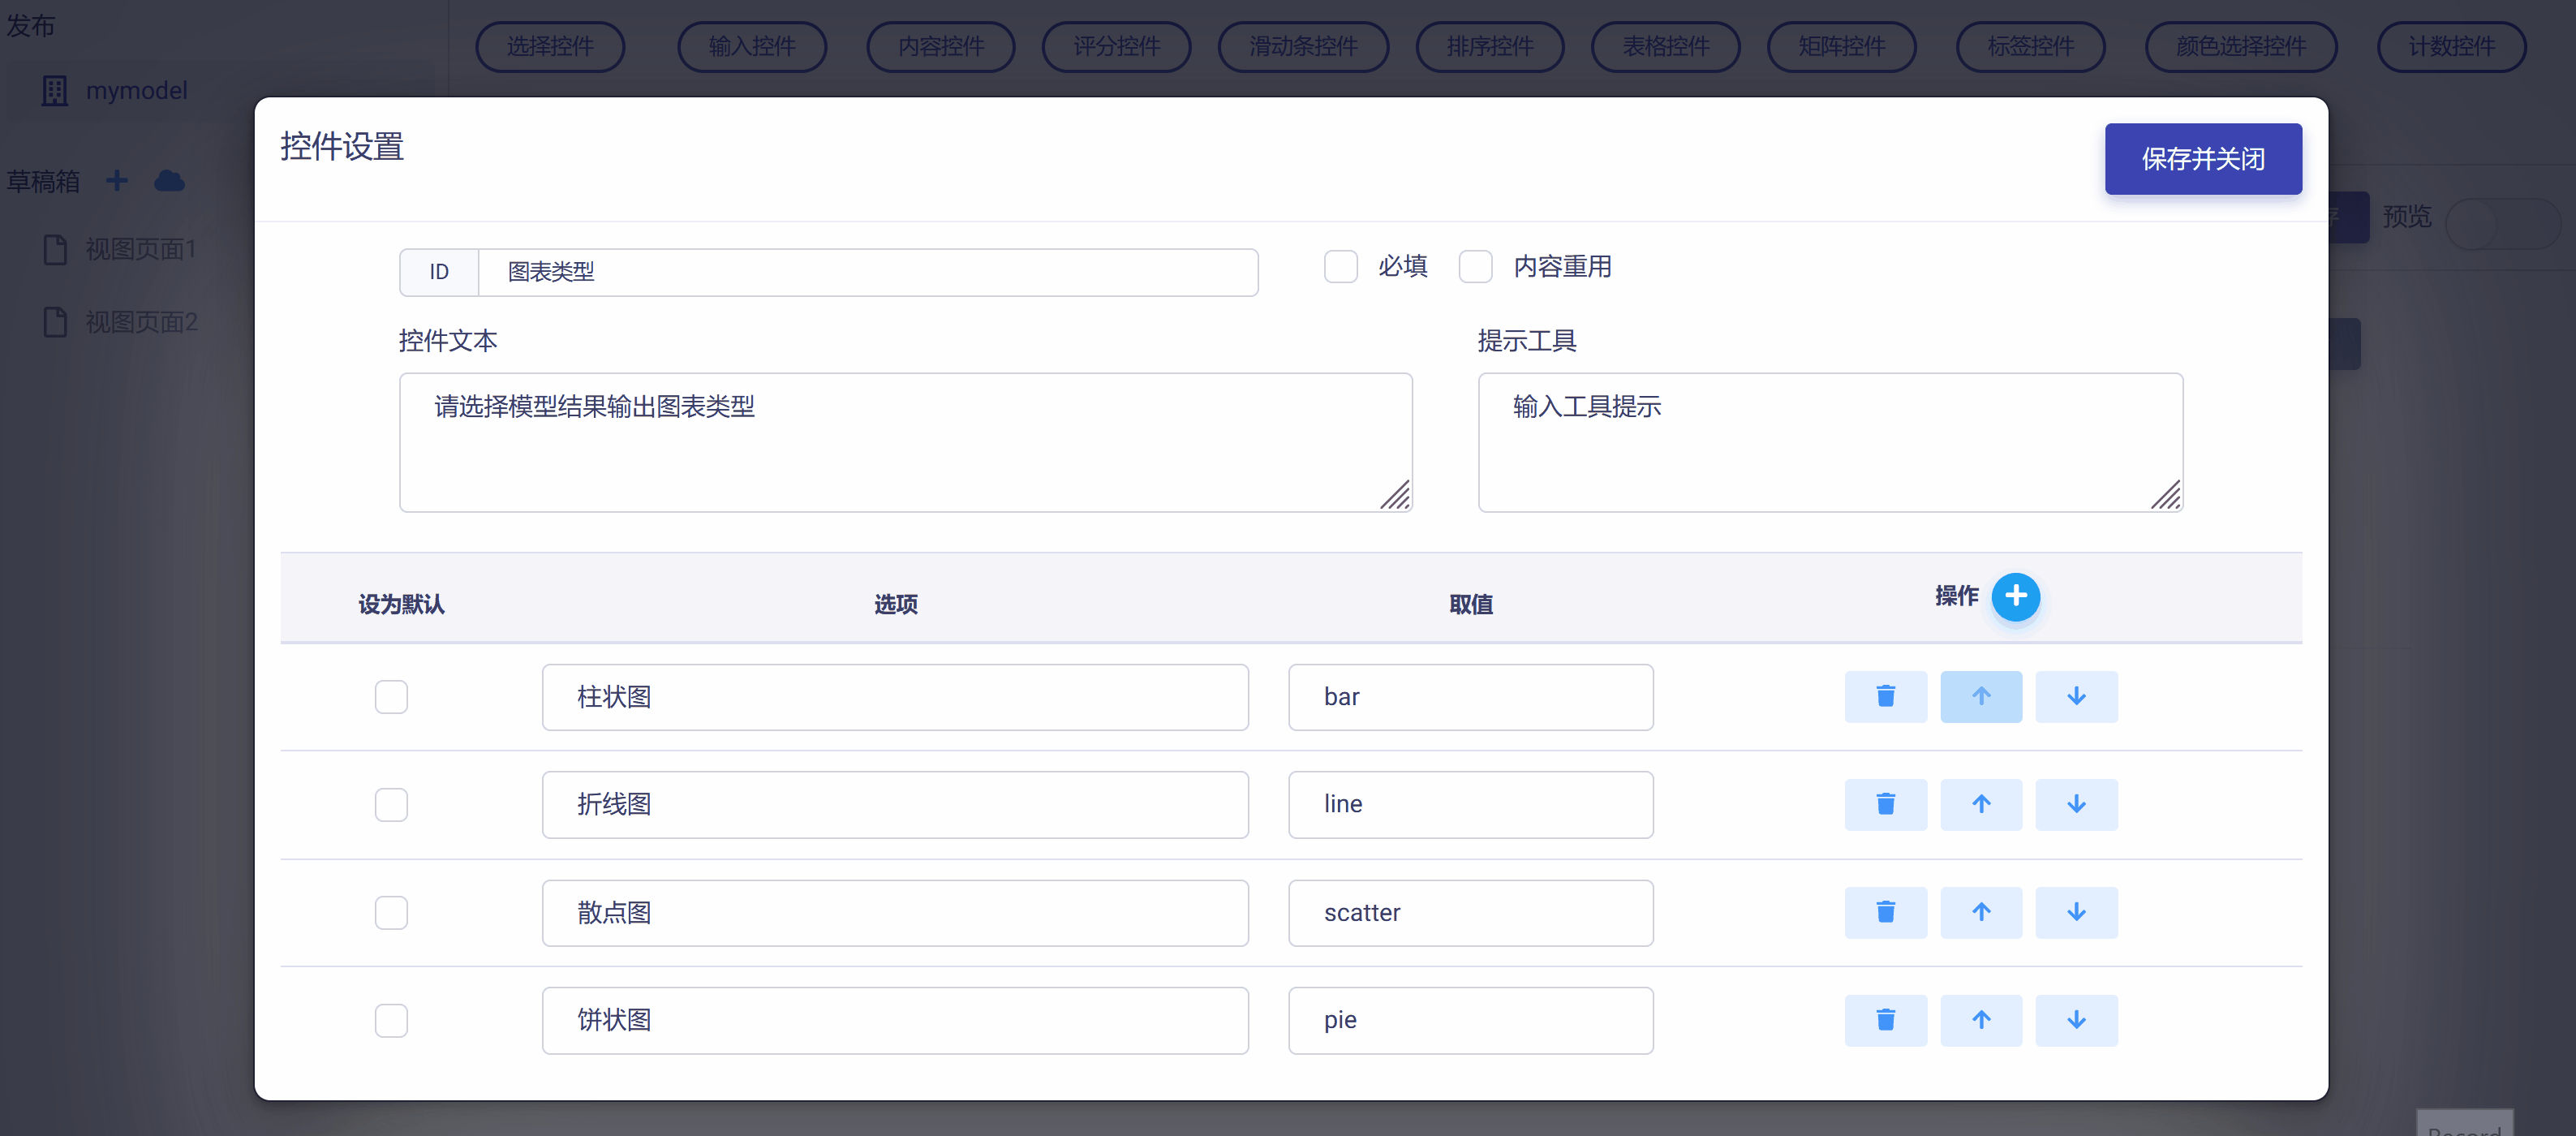 发布
选择控件 输入控件 内容控件 评分控件 滑动条控件 排序控件 表格控件 矩阵控件 标签控件 颜色选择控件 计数控件
mymodel
控件设置
保存并关闭
草稿箱
预览
视图页面1
ID 图表类型 必填 内容重用
视图页面2
控件文本 提示工具
请选择模型结果输出图表类型 输入工具提示
设为默认 选项 取值 操作
柱状图 bar
折线图 line
散点图 scatter
饼状图 pie